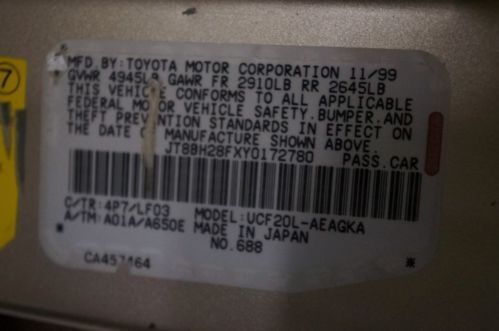 MFD.BY:TOYOTA MOTOR CORPORATION 11/99
GVWR 4945LB GAWR FR 2910LB RR 2645LB
THIS VEHICLE CONFORMS TO ALL APPLICABLE
FEDERAL MOTOR VEHICLE SAFETY.BUMPER.AND
THEFT PREVENTION STANDARDS IN EFFECT ON
THE DATE OF MANUFACTURE SHOWN ABOVE.
JT8BH28FXY0172780 PASS.CAR
C/TR:4P7/LF03 MODEL:UCF20L-AEAGKA
A/TM:A01A/A650E MADE IN JAPAN
NO.688
CA457464
7